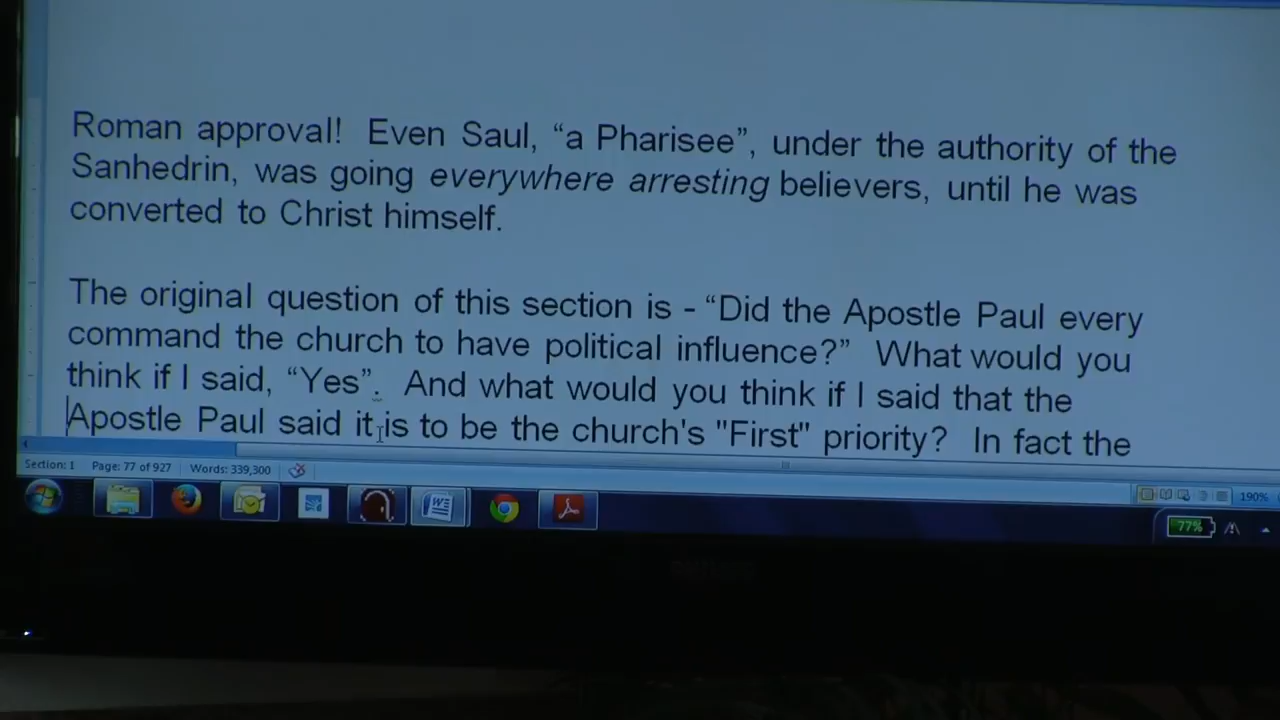 Roman approval!  Even Saul, “a Pharisee”, under the authority of the
Sanhedrin, was going everywhere arresting believers, until he was
converted to Christ himself.
The original question of this section is - “Did the Apostle Paul every
command the church to have political influence?”  What would you
think if I said, “Yes”.  And what would you think if I said that the
Apostle Paul said it is to be the church's "First" priority?  In fact the
Section: 1 Page: 77 of 927 Words: 339,300
190%
77%